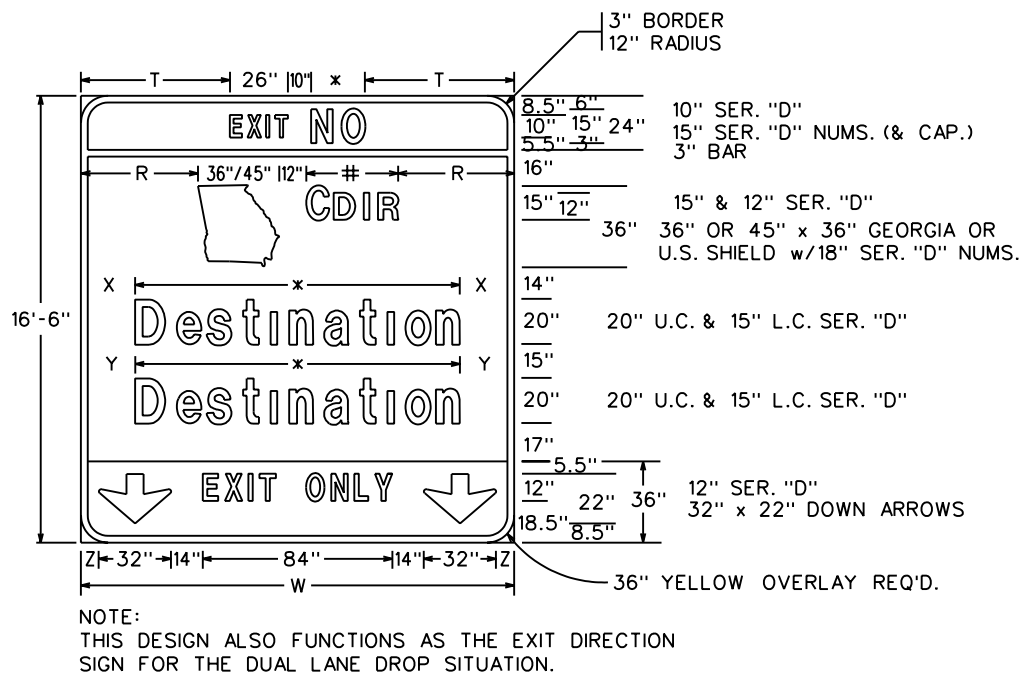 3" BORDER
12" RADIUS
T 26" 10" * T
8.5" 6"
10" 15" 24"
5.5" 3"
10" SER. "D"
15" SER. "D" NUMS. (& CAP.)
3" BAR
EXIT NO
R 36"/45" 12" # R
16"
CDIR
15" 12"
15" & 12" SER. "D"
36"
36" OR 45" x 36" GEORGIA OR
U.S. SHIELD w/18" SER. "D" NUMS.
X * X
14"
16'-6"
Destination
20"
20" U.C. & 15" L.C. SER. "D"
Y * Y
15"
Destination
20"
20" U.C. & 15" L.C. SER. "D"
17"
5.5"
EXIT ONLY
12" 22" 36"
18.5" 8.5"
12" SER. "D"
32" x 22" DOWN ARROWS
Z 32" 14" 84" 14" 32" Z
W
36" YELLOW OVERLAY REQ'D.
NOTE:
THIS DESIGN ALSO FUNCTIONS AS THE EXIT DIRECTION
SIGN FOR THE DUAL LANE DROP SITUATION.